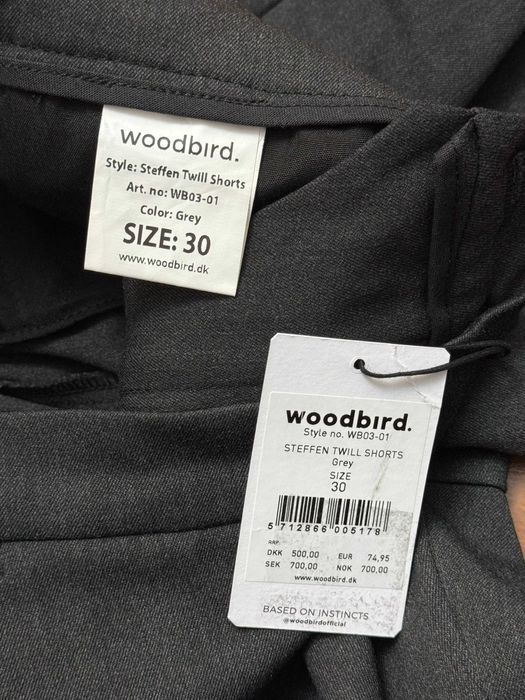 woodbird.
Style: Steffen Twill Shorts
Art. no: WB03-01
Color: Grey
SIZE: 30
www.woodbird.dk
woodbird.
Style no. WB03-01
STEFFEN TWILL SHORTS
Grey
SIZE
30
5 712866 005178
RRP:
DKK 500,00 EUR 74,95
SEK 700,00 NOK 700,00
www.woodbird.dk
BASED ON INSTINCTS
@woodbirdofficial